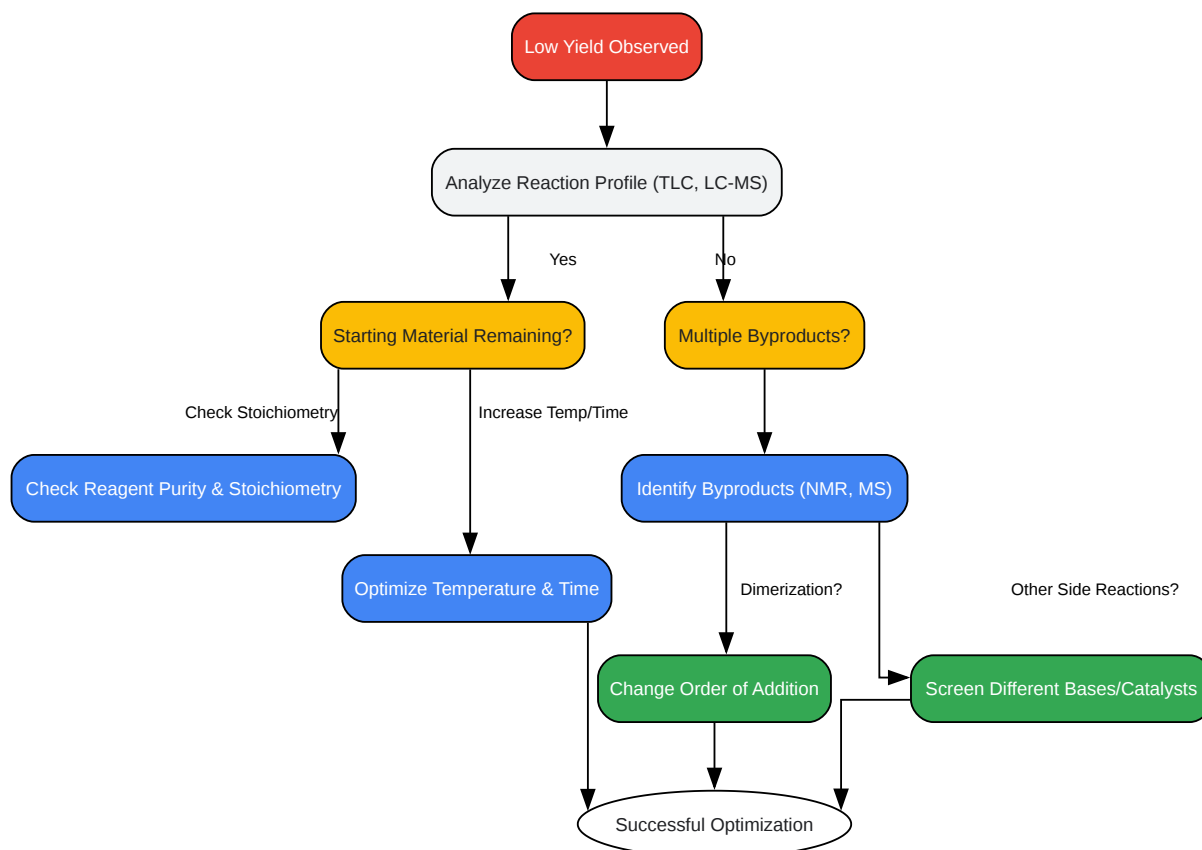 Low Yield Observed
Analyze Reaction Profile (TLC, LC-MS)
Yes
No
Starting Material Remaining?
Multiple Byproducts?
Check Stoichiometry
Increase Temp/Time
Check Reagent Purity & Stoichiometry
Identify Byproducts (NMR, MS)
Optimize Temperature & Time
Dimerization?
Other Side Reactions?
Change Order of Addition
Screen Different Bases/Catalysts
Successful Optimization